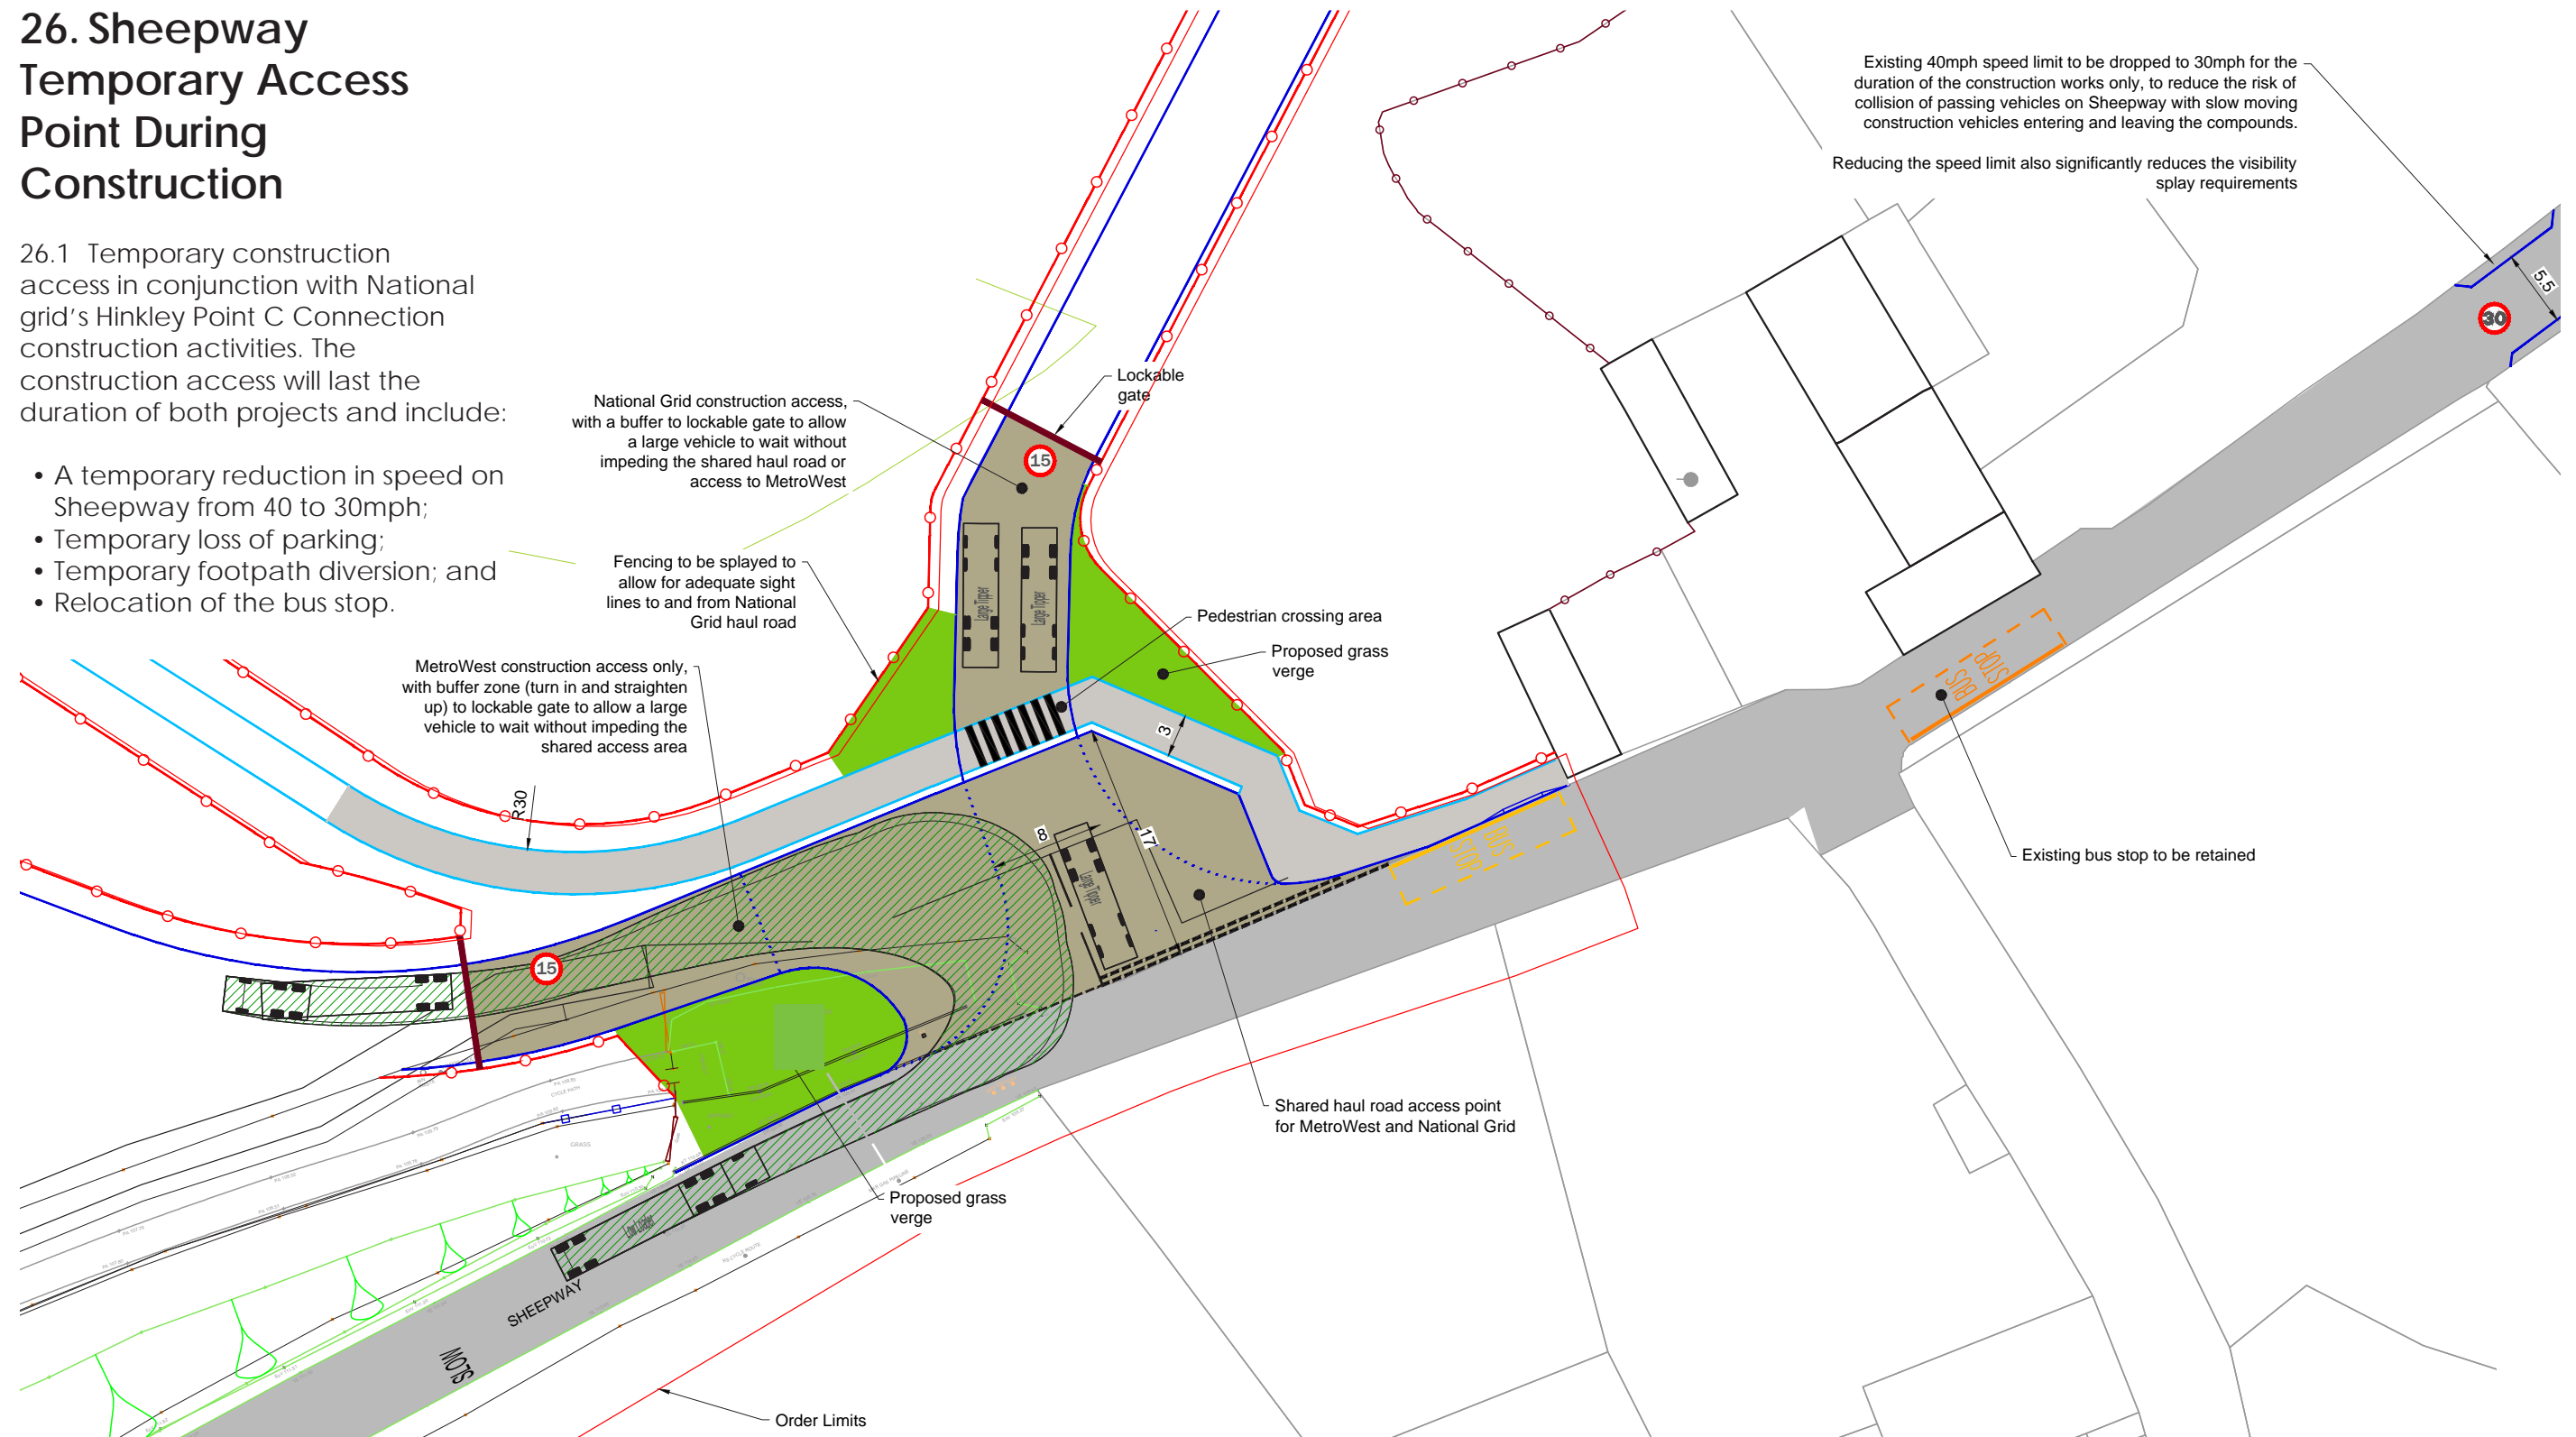 26. Sheepway
Temporary Access
Point During
Construction
26.1 Temporary construction
access in conjunction with National
grid's Hinkley Point C Connection
construction activities. The
construction access will last the
duration of both projects and include:
• A temporary reduction in speed on
Sheepway from 40 to 30mph;
• Temporary loss of parking;
• Temporary footpath diversion; and
• Relocation of the bus stop.
Existing 40mph speed limit to be dropped to 30mph for the
duration of the construction works only, to reduce the risk of
collision of passing vehicles on Sheepway with slow moving
construction vehicles entering and leaving the compounds.
Reducing the speed limit also significantly reduces the visibility
splay requirements
5.5
30
Lockable
gate
National Grid construction access,
with a buffer to lockable gate to allow
a large vehicle to wait without
impeding the shared haul road or
access to MetroWest
15
Fencing to be splayed to
allow for adequate sight
lines to and from National
Grid haul road
Large Tipper
Large Tipper
Pedestrian crossing area
Proposed grass
verge
MetroWest construction access only,
with buffer zone (turn in and straighten
up) to lockable gate to allow a large
vehicle to wait without impeding the
shared access area
3
BUS
STOP
R30
8
17
Large Tipper
BUS
STOP
Existing bus stop to be retained
15
CYCLE PATH
GRASS
Shared haul road access point
for MetroWest and National Grid
Proposed grass
verge
Low Loader
SHEEPWAY
SLOW
Order Limits